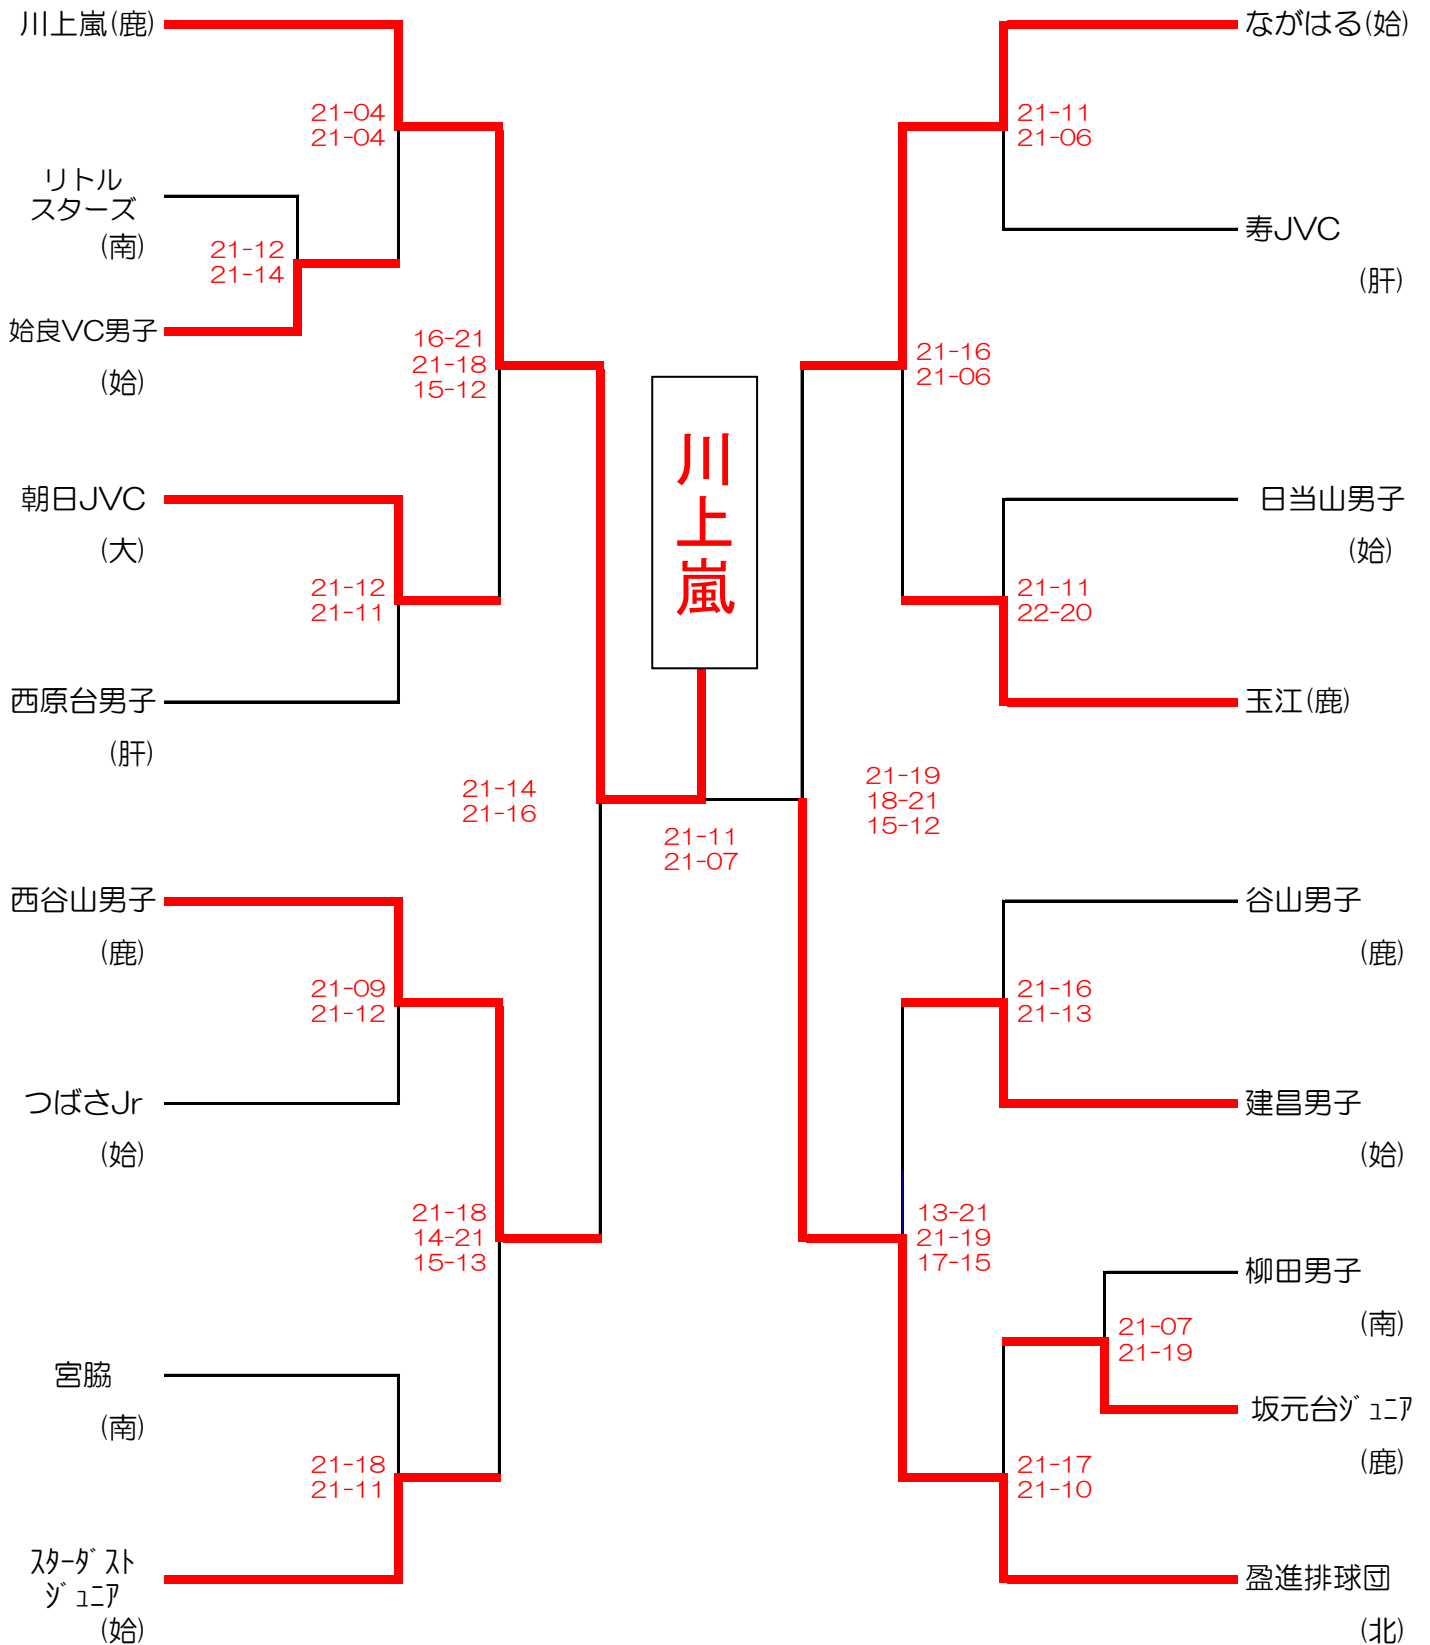 川上嵐(鹿)
21-04
21-04
リトル
スターズ
(南)
21-12
21-14
姶良VC男子
(姶)
16-21
21-18
15-12
朝日JVC
(大)
21-12
21-11
西原台男子
(肝)
21-14
21-16
西谷山男子
(鹿)
21-09
21-12
つばさJr
(姶)
21-18
14-21
15-13
宮脇
(南)
21-18
21-11
スターダスト
ジュニア
(姶)
川上嵐
21-11
21-07
ながはる(姶)
21-11
21-06
寿JVC
(肝)
21-16
21-06
日当山男子
(姶)
21-11
22-20
玉江(鹿)
21-19
18-21
15-12
谷山男子
(鹿)
21-16
21-13
建昌男子
(姶)
13-21
21-19
17-15
柳田男子
(南)
21-07
21-19
坂元台ジュニア
(鹿)
21-17
21-10
盈進排球団
(北)